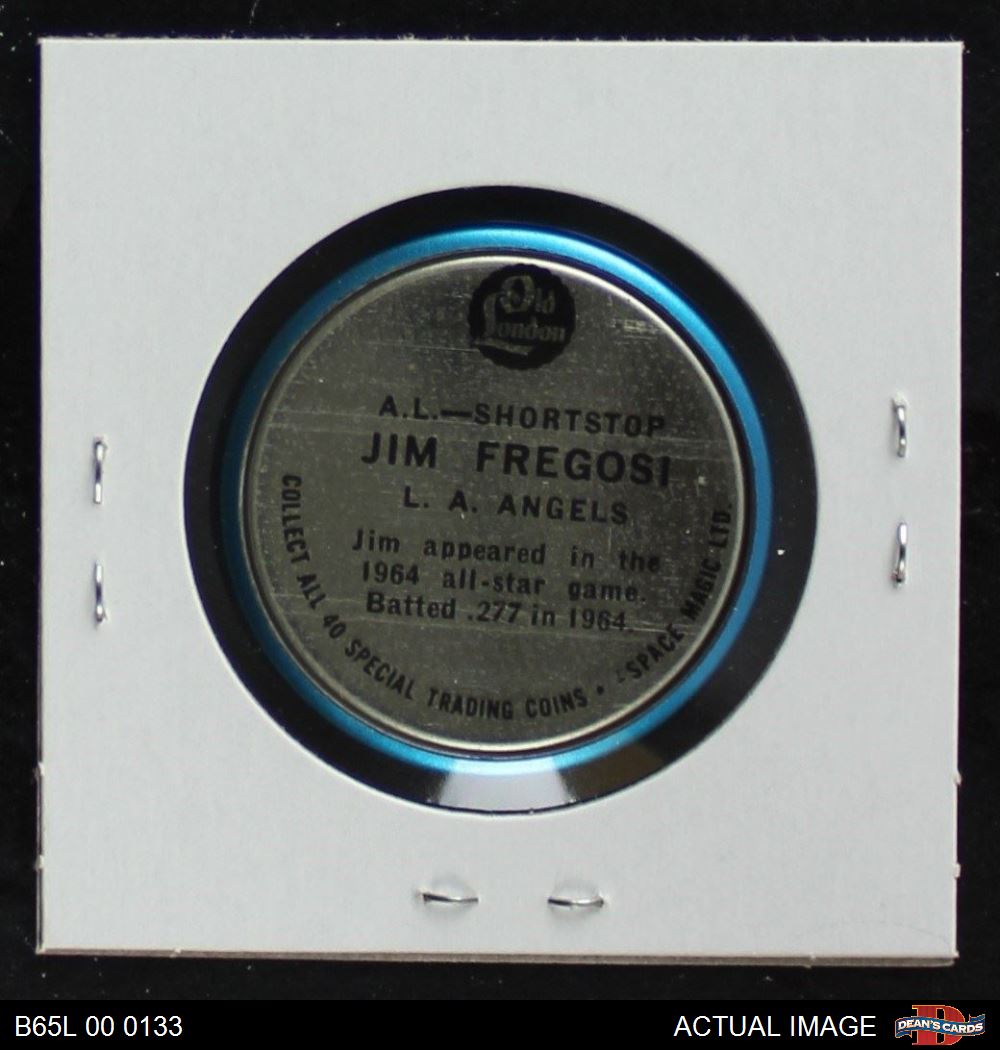 Old
London
A.L.—SHORTSTOP
JIM FREGOSI
L. A. ANGELS
Jim appeared in the
1964 all-star game.
Batted .277 in 1964.
COLLECT ALL 40 SPECIAL TRADING COINS • SPACE MAGIC LTD.
B65L 00 0133
ACTUAL IMAGE
D
DEAN'S CARDS